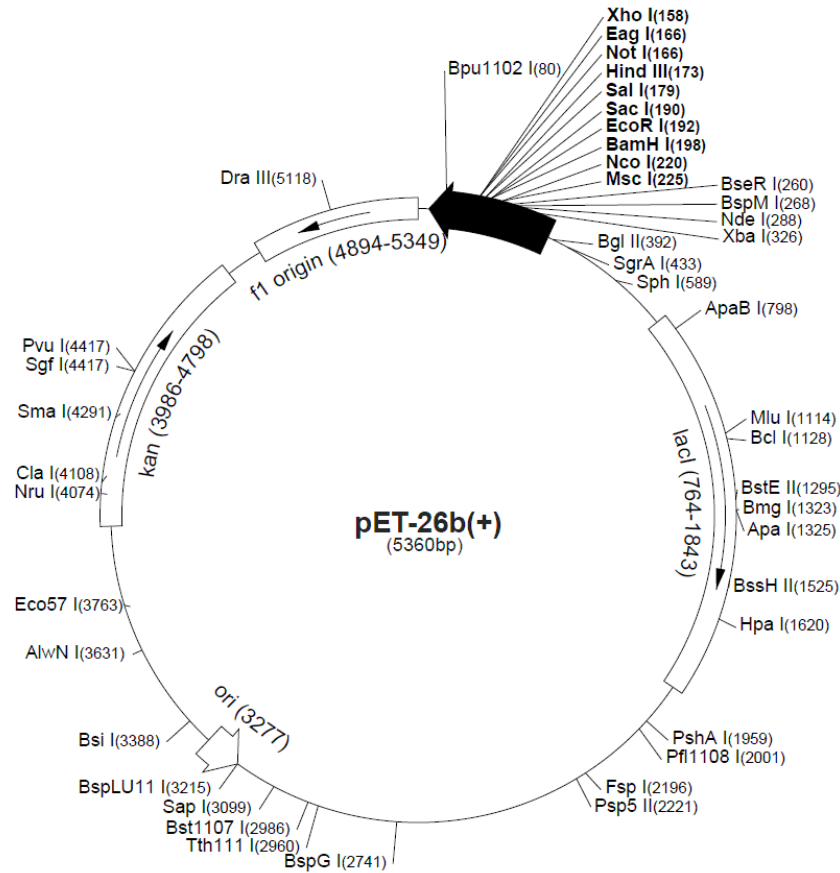 Xho I(158)
Eag I(166)
Not I(166)
Hind III(173)
Sal I(179)
Sac I(190)
EcoR I(192)
BamH I(198)
Nco I(220)
Msc I(225)
Bpu1102 I(80)
BseR I(260)
BspM I(268)
Nde I(288)
Xba I(326)
Bgl II(392)
SgrA I(433)
Sph I(589)
ApaB I(798)
Dra III(5118)
f1 origin (4894-5349)
Pvu I(4417)
Sgf I(4417)
Sma I(4291)
kan (3986-4798)
Cla I(4108)
Nru I(4074)
Mlu I(1114)
Bcl I(1128)
lacI (764-1843)
BstE II(1295)
Bmg I(1323)
Apa I(1325)
pET-26b(+)
(5360bp)
BssH II(1525)
Hpa I(1620)
Eco57 I(3763)
AlwN I(3631)
ori (3277)
Bsi I(3388)
PshA I(1959)
Pfl1108 I(2001)
BspLU11 I(3215)
Sap I(3099)
Bst1107 I(2986)
Tth111 I(2960)
BspG I(2741)
Fsp I(2196)
Psp5 II(2221)